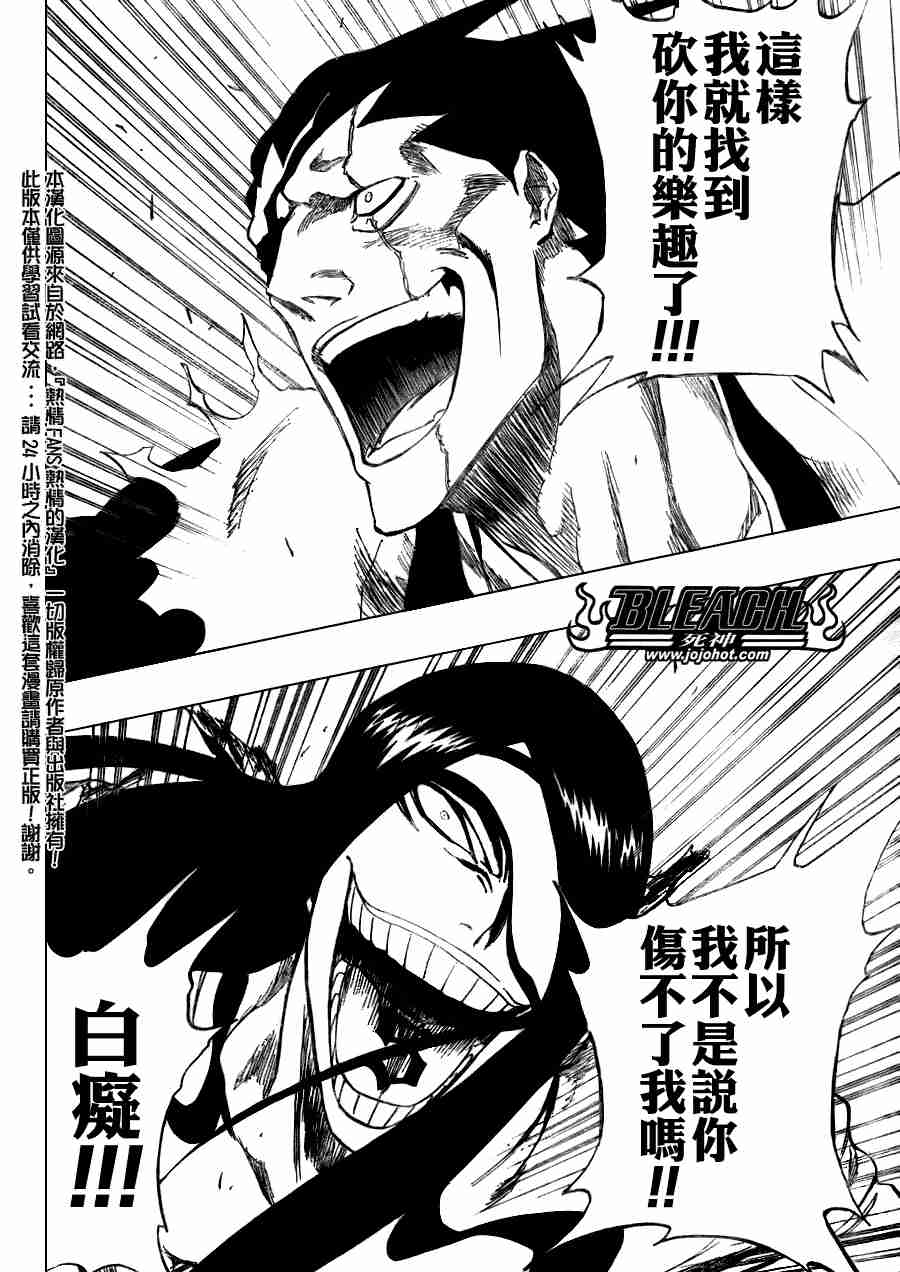 這樣
我就找到
砍你的樂趣了!!!
BLEACH
死神
www.jojohot.com
所以
我不是說你
傷不了我嗎!!
白癡!!!
本漢化圖源來自於網路，『熱情FANS熱情的漢化』一切版權歸原作者與出版社擁有！
此版本僅供學習試看交流... 請24小時之內消除，喜歡這套漫畫請購買正版！謝謝。